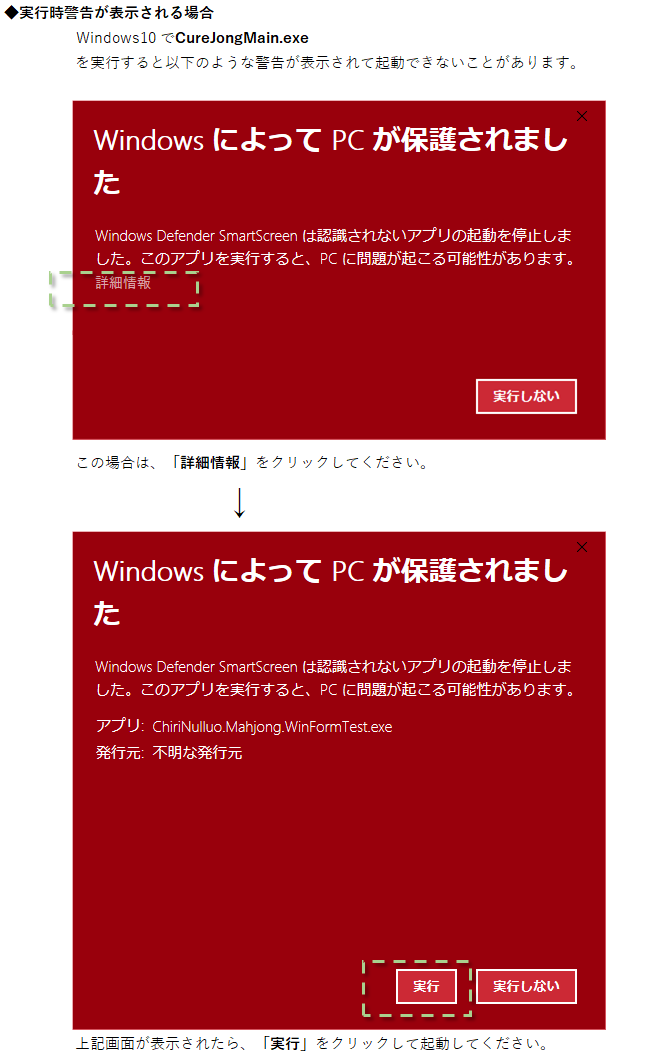 ◆実行時警告が表示される場合
Windows10 でCureJongMain.exe
を実行すると以下のような警告が表示されて起動できないことがあります。
Windows によって PC が保護されまし
た
Windows Defender SmartScreen は認識されないアプリの起動を停止しま
した。このアプリを実行すると、PC に問題が起こる可能性があります。
詳細情報
実行しない
この場合は、「詳細情報」をクリックしてください。
↓
Windows によって PC が保護されまし
た
Windows Defender SmartScreen は認識されないアプリの起動を停止しま
した。このアプリを実行すると、PC に問題が起こる可能性があります。
アプリ: ChiriNulluo.Mahjong.WinFormTest.exe
発行元: 不明な発行元
実行 実行しない
上記画面が表示されたら、「実行」をクリックして起動してください。